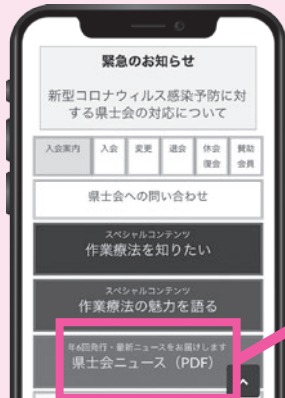 緊急のお知らせ
新型コロナウィルス感染予防に対
する県士会の対応について
入会案内 入会 変更 退会 休会 賛助
復会 会員
県士会への問い合わせ
スペシャルコンテンツ
作業療法を知りたい
スペシャルコンテンツ
作業療法の魅力を語る
年6回発行・最新ニュースをお届けします
県士会ニュース（PDF）